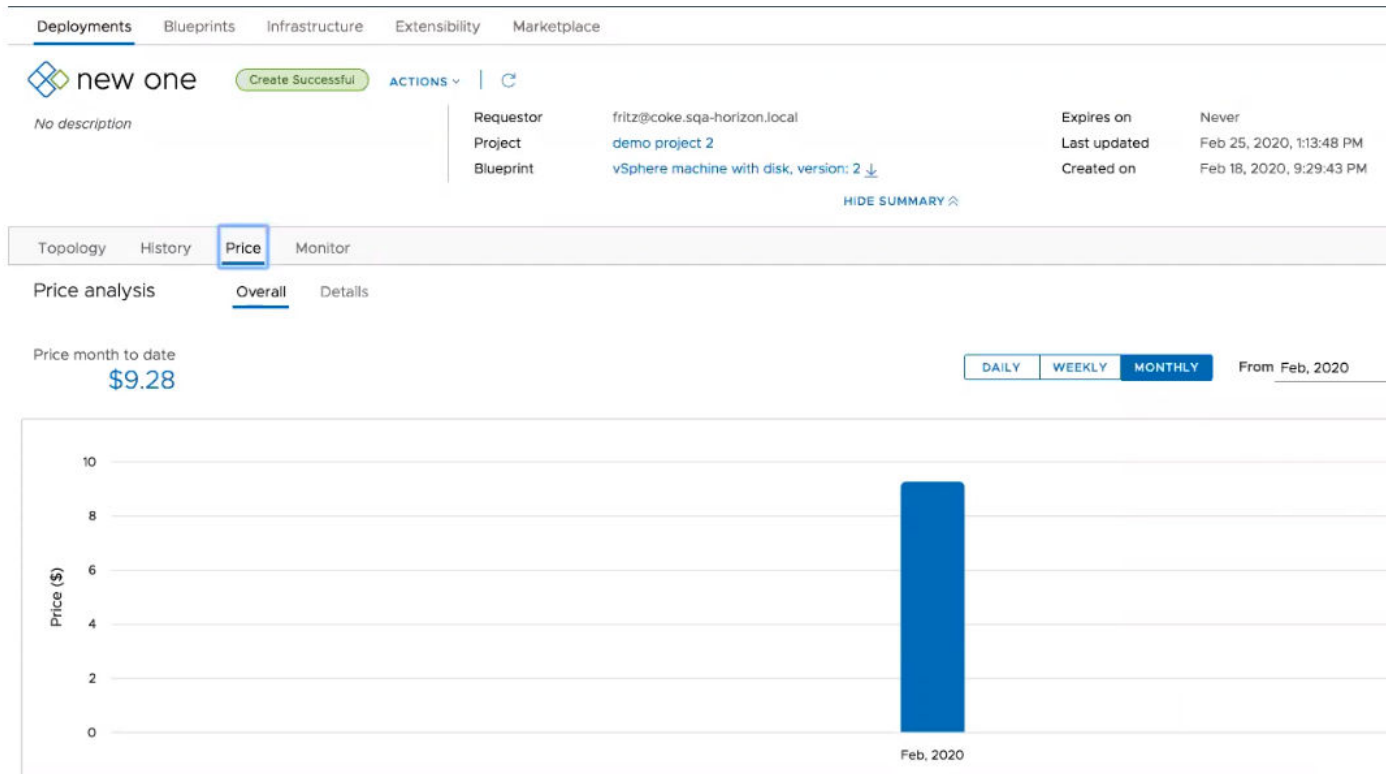 Deployments Blueprints Infrastructure Extensibility Marketplace
new one Create Successful ACTIONS
No description
Requestor fritz@coke.sqa-horizon.local Expires on Never
Project demo project 2 Last updated Feb 25, 2020, 1:13:48 PM
Blueprint vSphere machine with disk, version: 2 Created on Feb 18, 2020, 9:29:43 PM
HIDE SUMMARY
Topology History Price Monitor
Price analysis Overall Details
Price month to date
$9.28
DAILY WEEKLY MONTHLY From Feb, 2020
10
8
6
4
2
0
Price ($)
Feb, 2020